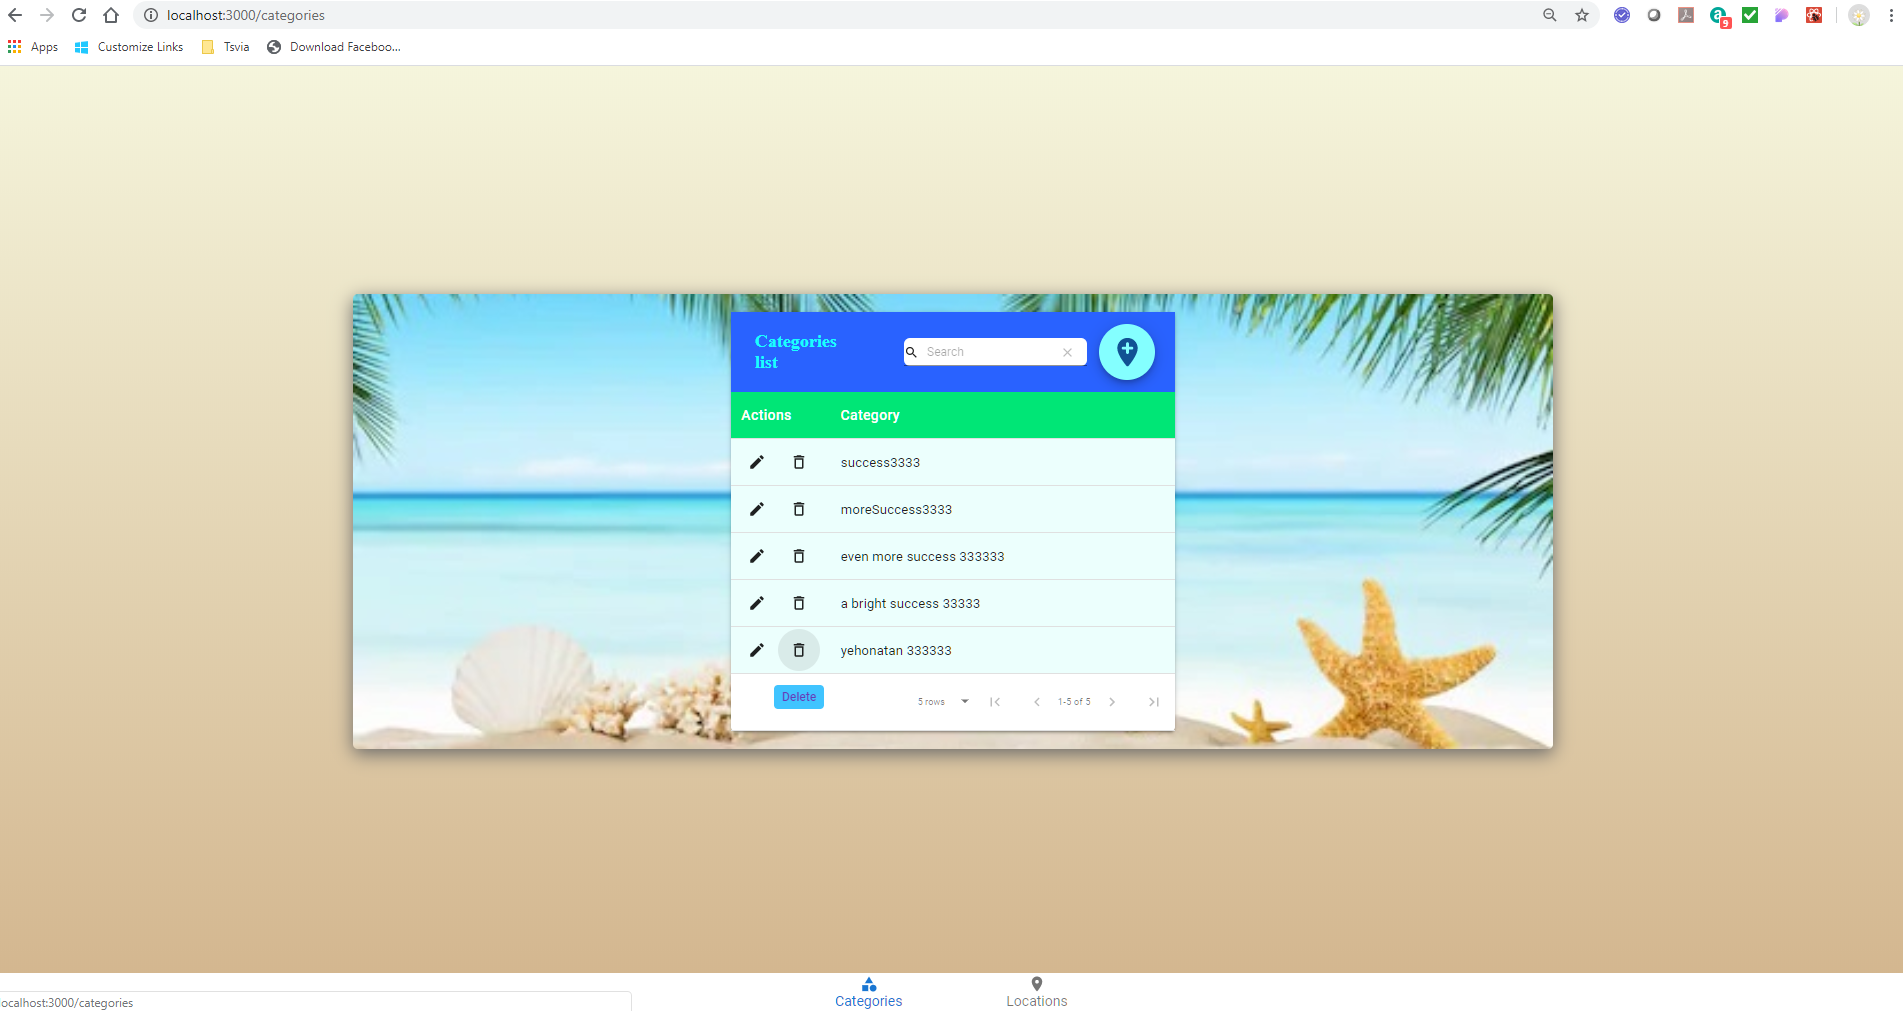 localhost:3000/categories
9
Apps Customize Links Tsvia Download Faceboo...
Categories
list
Search
Actions Category
success3333
moreSuccess3333
even more success 333333
a bright success 33333
yehonatan 333333
Delete
5 rows 1-5 of 5
Categories Locations
ocalhost:3000/categories